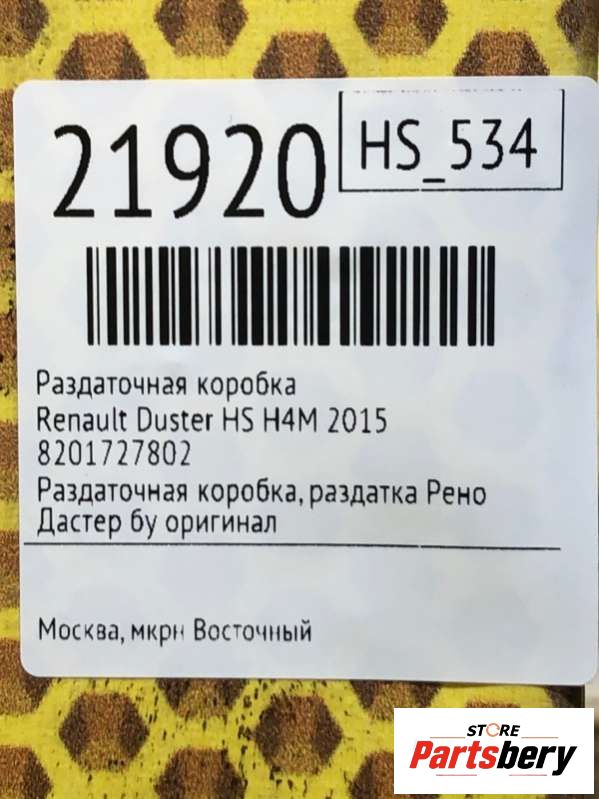 21920
HS_534
Раздаточная коробка
Renault Duster HS H4M 2015
8201727802
Раздаточная коробка, раздатка Рено
Дастер бу оригинал
Москва, мкрн Восточный
STORE
Partsbery